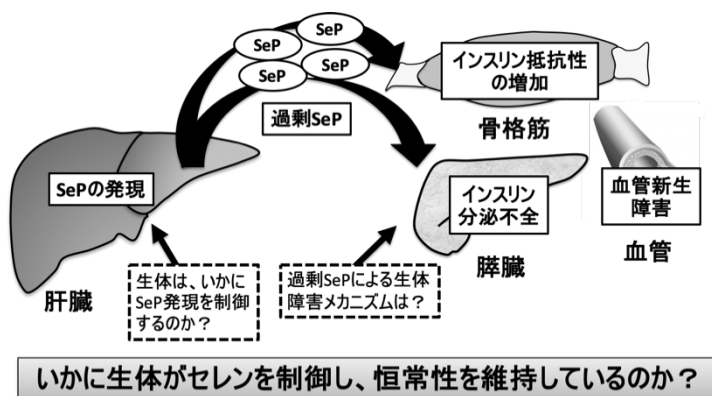 SeP
SeP
SeP
SeP
過剰SeP
インスリン抵抗性
の増加
骨格筋
SePの発現
肝臓
インスリン
分泌不全
膵臓
血管新生
障害
血管
生体は、いかに
SeP発現を制御
するのか？
過剰SePによる生体
障害メカニズムは？
いかに生体がセレンを制御し、恒常性を維持しているのか？